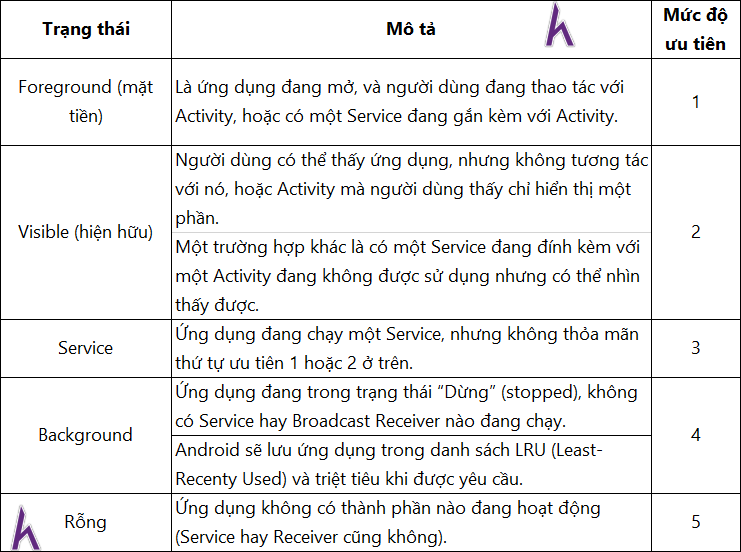 Trạng thái
Mô tả
Mức độ
ưu tiên
Foreground (mặt
tiền)
Là ứng dụng đang mở, và người dùng đang thao tác với
Activity, hoặc có một Service đang gắn kèm với Activity.
1
Visible (hiện hữu)
Người dùng có thể thấy ứng dụng, nhưng không tương tác
với nó, hoặc Activity mà người dùng thấy chỉ hiển thị một
phần.
Một trường hợp khác là có một Service đang đính kèm với
một Activity đang không được sử dụng nhưng có thể nhìn
thấy được.
2
Service
Ứng dụng đang chạy một Service, nhưng không thỏa mãn
thứ tự ưu tiên 1 hoặc 2 ở trên.
3
Background
Ứng dụng đang trong trạng thái “Dừng” (stopped), không
có Service hay Broadcast Receiver nào đang chạy.
Android sẽ lưu ứng dụng trong danh sách LRU (Least-
Recenty Used) và triệt tiêu khi được yêu cầu.
4
Rỗng
Ứng dụng không có thành phần nào đang hoạt động
(Service hay Receiver cũng không).
5